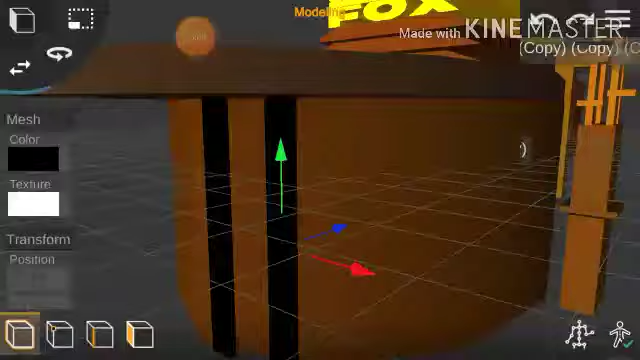 Modeling
FOX
Made with KINEMASTER
(Copy) (Copy) (C
Mesh
Color
Texture
Transform
Position